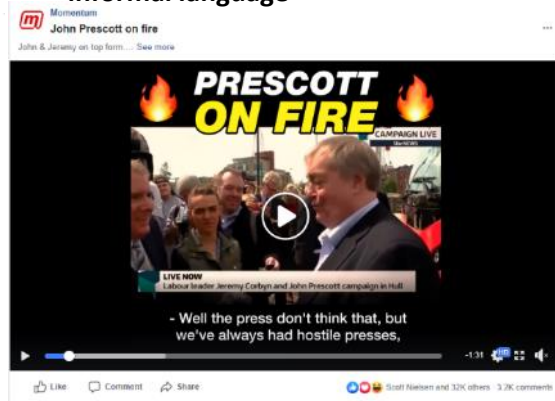 informal language
Momentum
John Prescott on fire
John & Jeremy on top form.... See more
PRESCOTT
ON FIRE
CAMPAIGN LIVE
LIVE NOW
Labour leader Jeremy Corbyn and John Prescott campaign in Hull
- Well the press don't think that, but
we've always had hostile presses,
-1:31
HD
Like Comment Share
Scott Nielsen and 32K others 3.2K comments